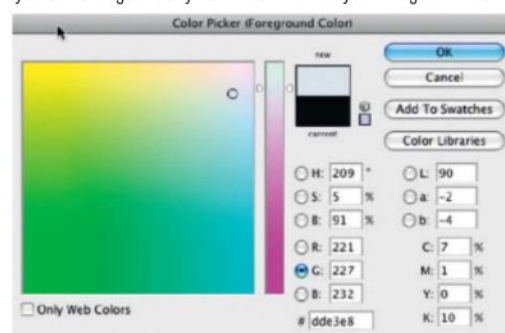 Color Picker (Foreground Color)
new
current
OK
Cancel
Add To Swatches
Color Libraries
H: 209 °
S: 5 %
B: 91 %
R: 221
G: 227
B: 232
# dde3e8
L: 90
a: -2
b: -4
C: 7 %
M: 1 %
Y: 0 %
K: 10 %
Only Web Colors